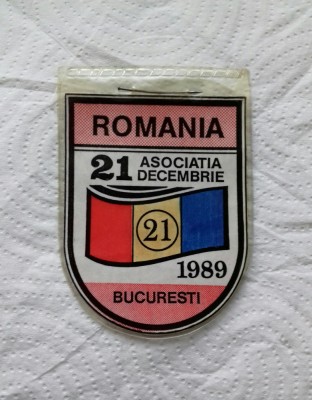 ROMANIA
21 ASOCIATIA
DECEMBRIE
21
1989
BUCURESTI